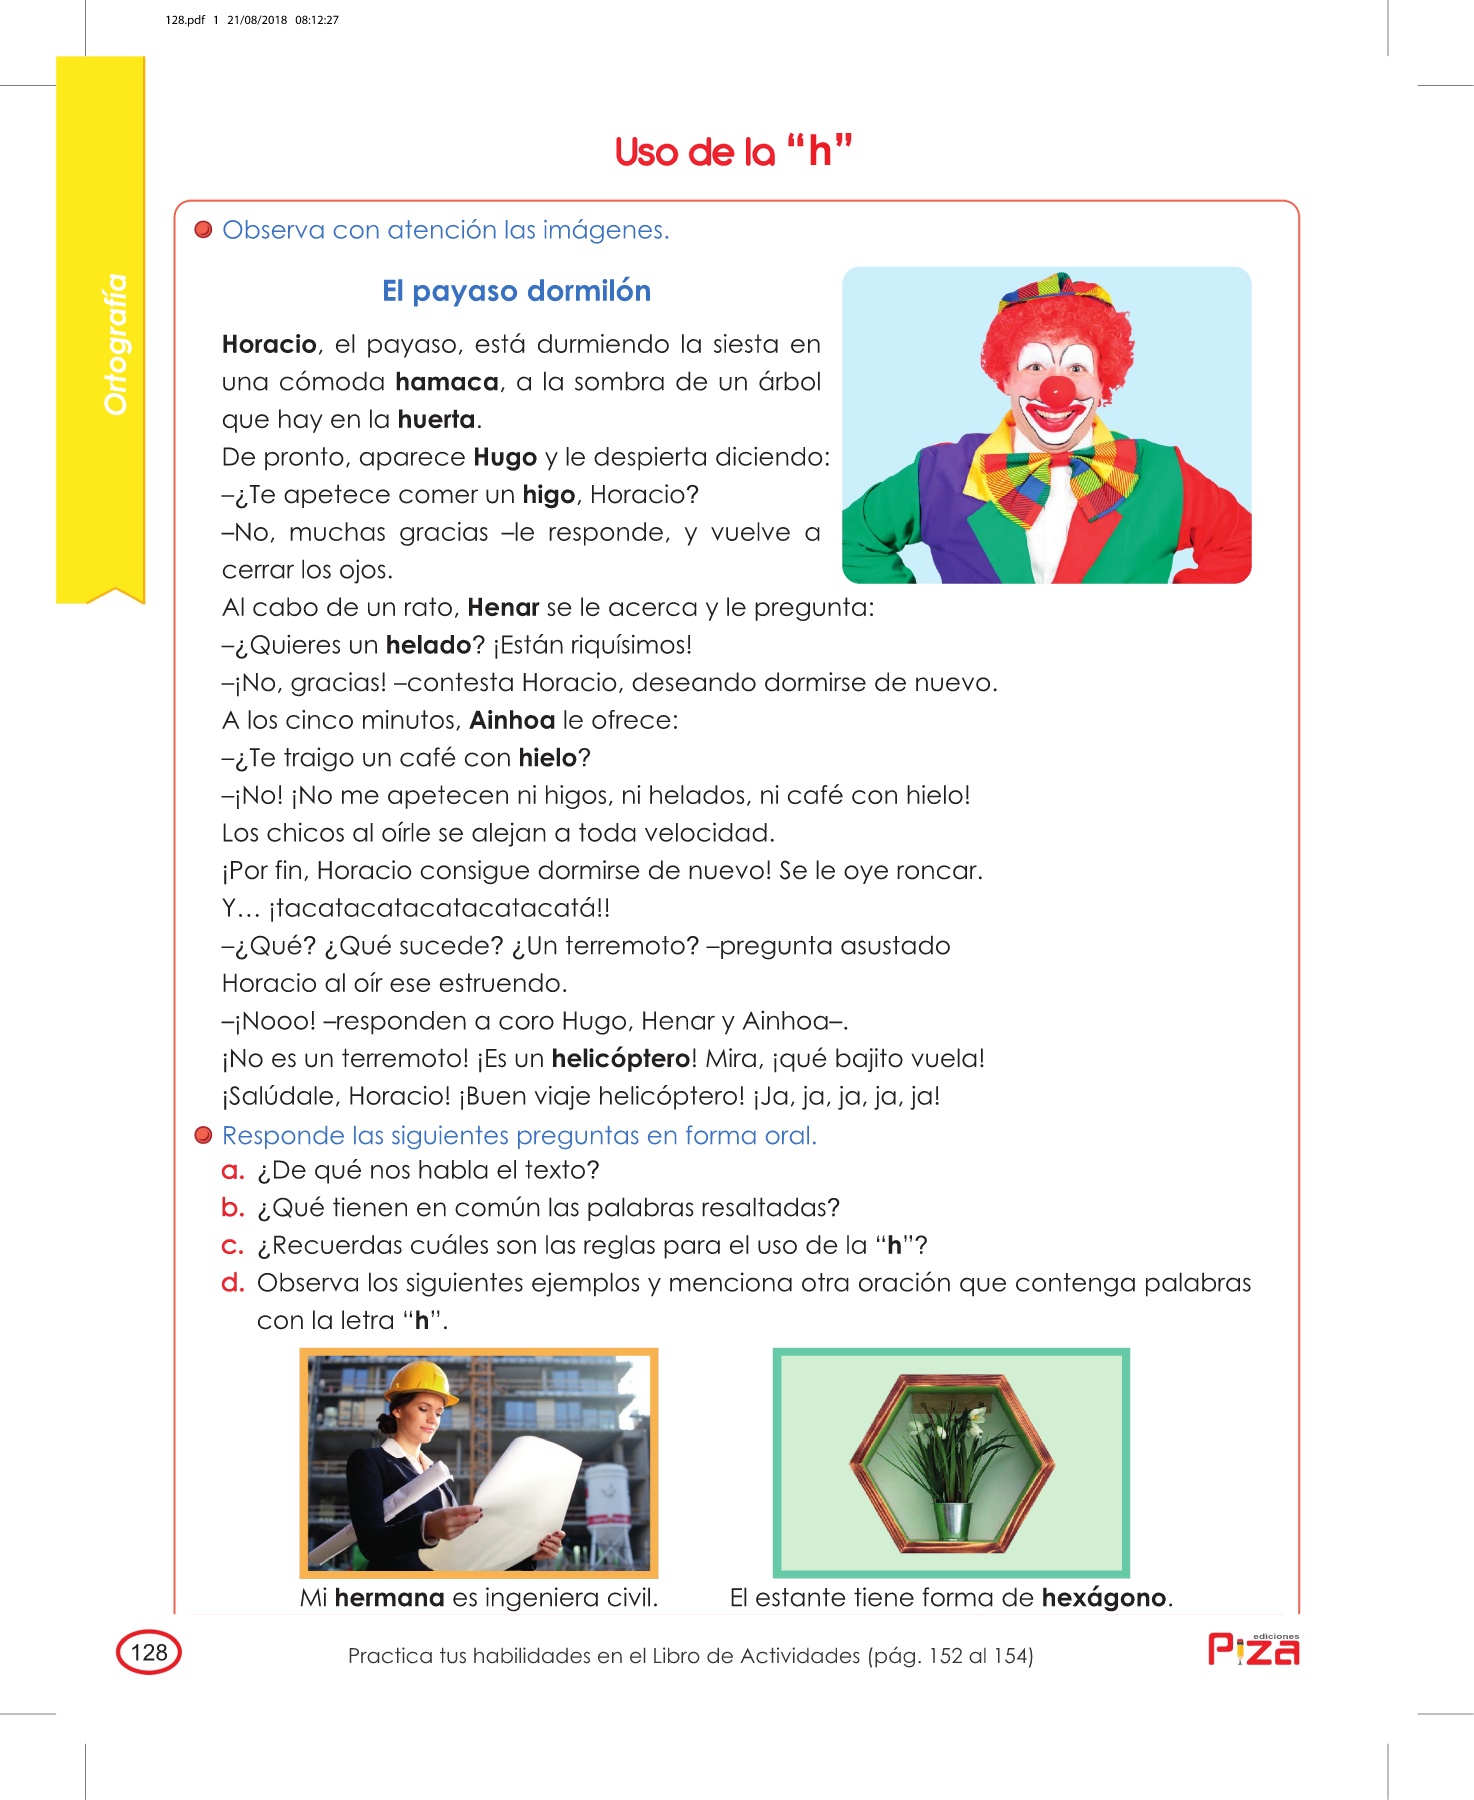 128.pdf 1 21/08/2018 08:12:27
Ortografía
Uso de la “h”
Observa con atención las imágenes.
El payaso dormilón
Horacio, el payaso, está durmiendo la siesta en
una cómoda hamaca, a la sombra de un árbol
que hay en la huerta.
De pronto, aparece Hugo y le despierta diciendo:
–¿Te apetece comer un higo, Horacio?
–No, muchas gracias –le responde, y vuelve a
cerrar los ojos.
Al cabo de un rato, Henar se le acerca y le pregunta:
–¿Quieres un helado? ¡Están riquísimos!
–¡No, gracias! –contesta Horacio, deseando dormirse de nuevo.
A los cinco minutos, Ainhoa le ofrece:
–¿Te traigo un café con hielo?
–¡No! ¡No me apetecen ni higos, ni helados, ni café con hielo!
Los chicos al oírle se alejan a toda velocidad.
¡Por fin, Horacio consigue dormirse de nuevo! Se le oye roncar.
Y... ¡tacatacatacatacatacatá!!
–¿Qué? ¿Qué sucede? ¿Un terremoto? –pregunta asustado
Horacio al oír ese estruendo.
–¡Nooo! –responden a coro Hugo, Henar y Ainhoa–.
¡No es un terremoto! ¡Es un helicóptero! Mira, ¡qué bajito vuela!
¡Salúdale, Horacio! ¡Buen viaje helicóptero! ¡Ja, ja, ja, ja, ja!
Responde las siguientes preguntas en forma oral.
a. ¿De qué nos habla el texto?
b. ¿Qué tienen en común las palabras resaltadas?
c. ¿Recuerdas cuáles son las reglas para el uso de la “h”?
d. Observa los siguientes ejemplos y menciona otra oración que contenga palabras
con la letra “h”.
Mi hermana es ingeniera civil.
El estante tiene forma de hexágono.
128
Practica tus habilidades en el Libro de Actividades (pág. 152 al 154)
ediciones
Piza